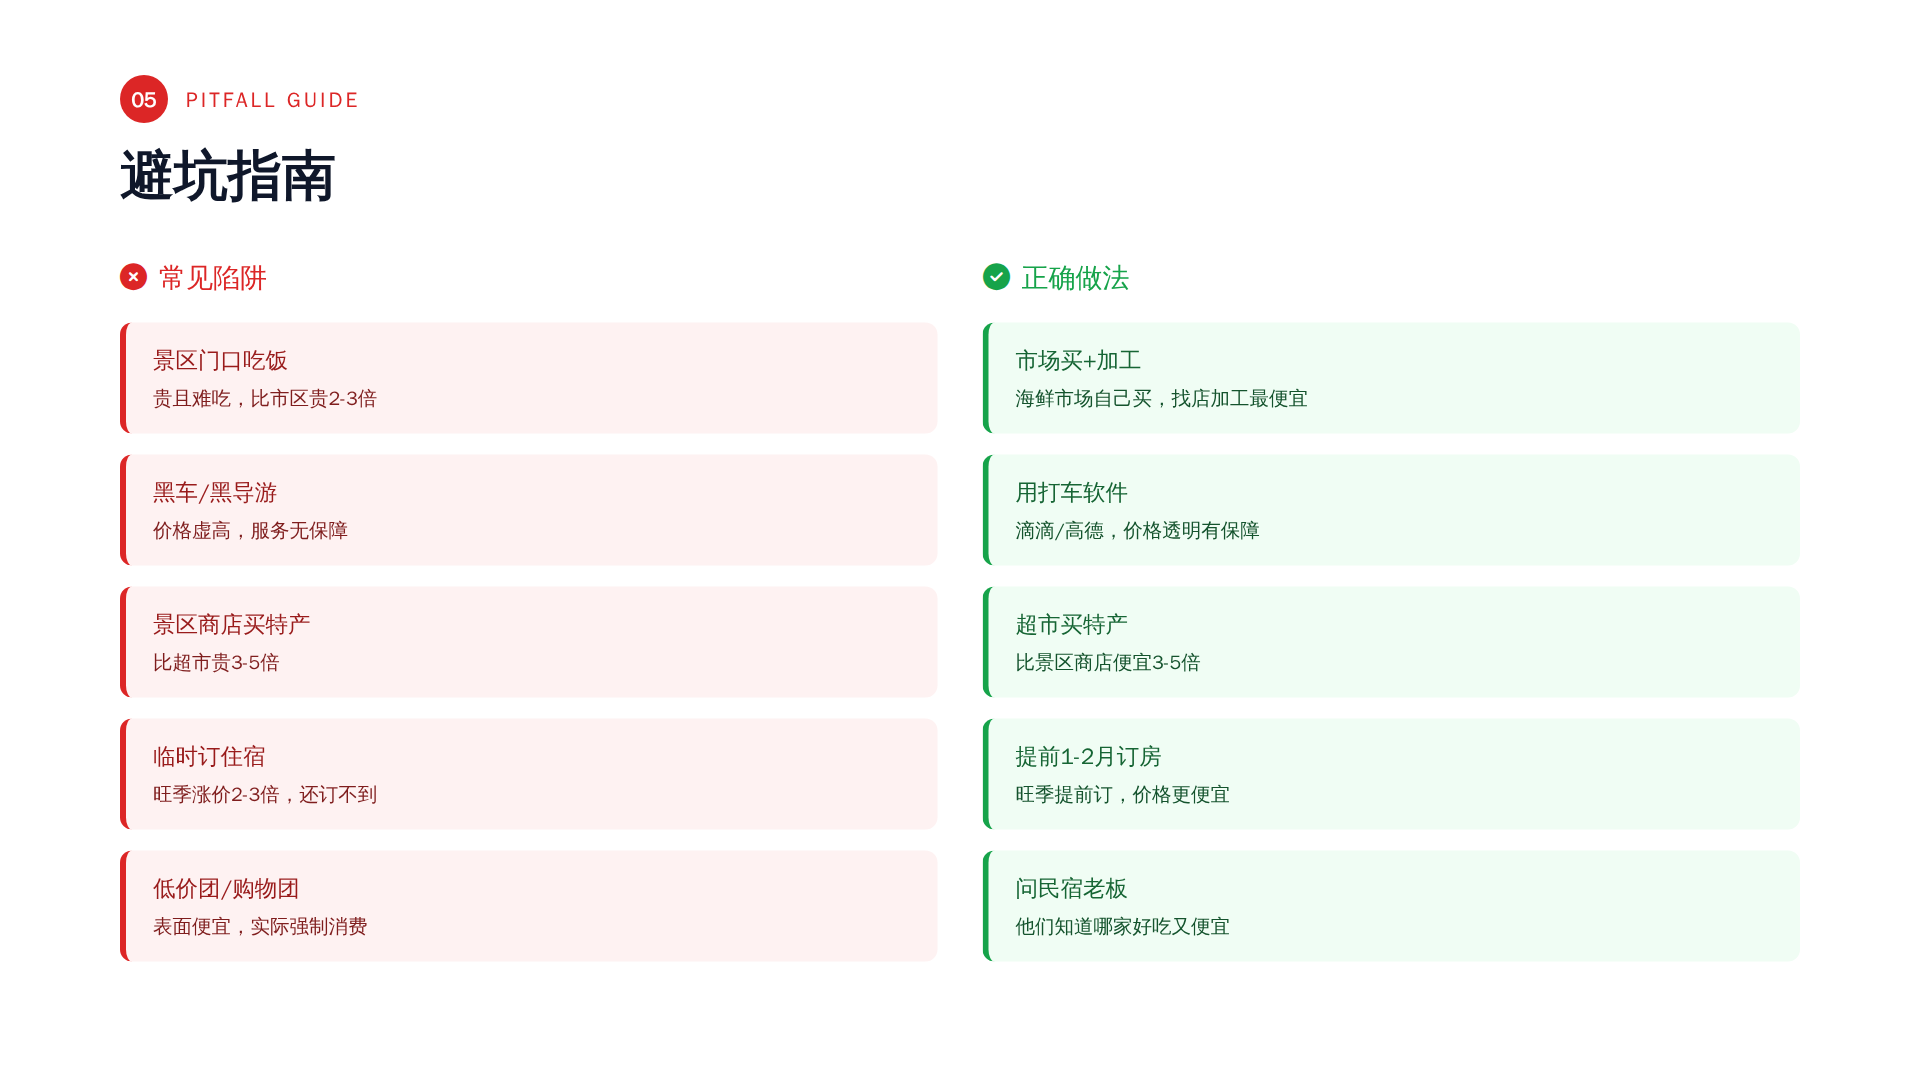 05
PITFALL GUIDE
避坑指南
常见陷阱
景区门口吃饭
贵且难吃，比市区贵2-3倍
黑车/黑导游
价格虚高，服务无保障
景区商店买特产
比超市贵3-5倍
临时订住宿
旺季涨价2-3倍，还订不到
低价团/购物团
表面便宜，实际强制消费
正确做法
市场买+加工
海鲜市场自己买，找店加工最便宜
用打车软件
滴滴/高德，价格透明有保障
超市买特产
比景区商店便宜3-5倍
提前1-2月订房
旺季提前订，价格更便宜
问民宿老板
他们知道哪家好吃又便宜